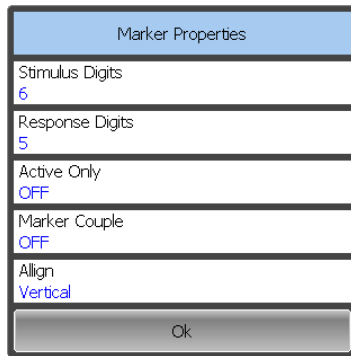 Marker Properties
Stimulus Digits
6
Response Digits
5
Active Only
OFF
Marker Couple
OFF
Allign
Vertical
Ok